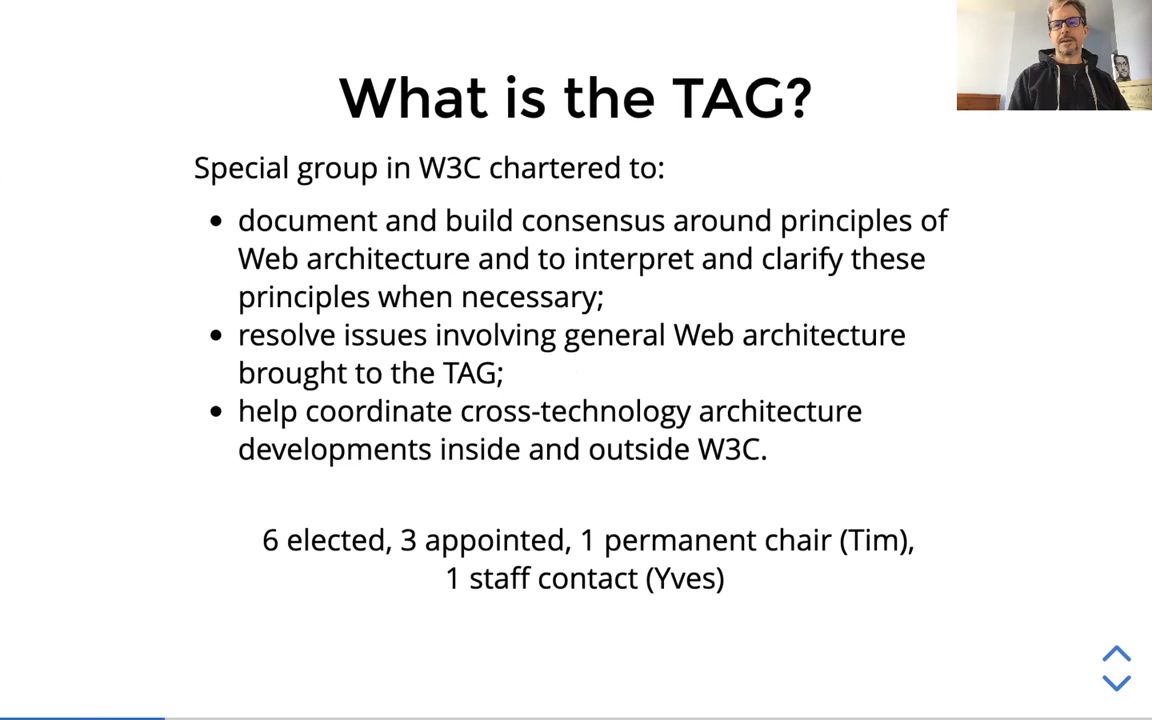 What is the TAG?
Special group in W3C chartered to:
• document and build consensus around principles of
Web architecture and to interpret and clarify these
principles when necessary;
• resolve issues involving general Web architecture
brought to the TAG;
• help coordinate cross-technology architecture
developments inside and outside W3C.
6 elected, 3 appointed, 1 permanent chair (Tim),
1 staff contact (Yves)